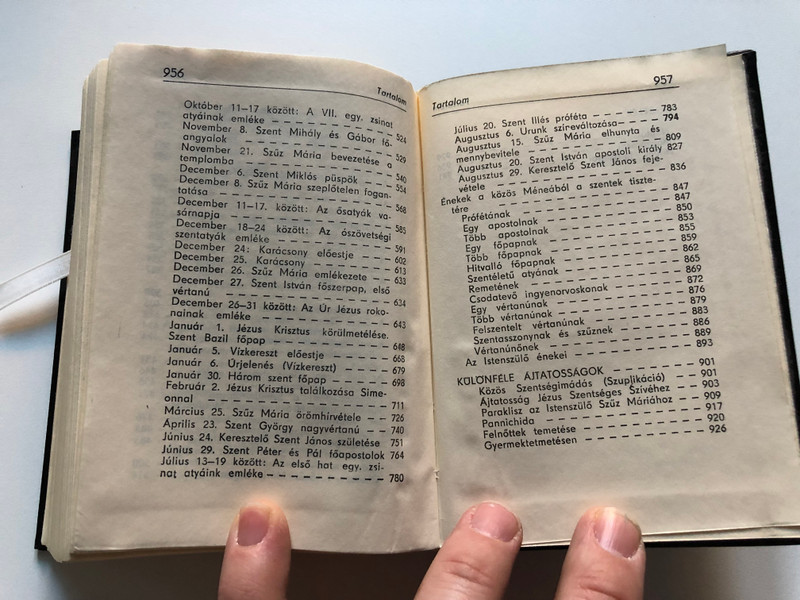 956
Tartalom
Október 11–17 között: A VII. egy. zsinat
atyáinak emléke – – – – – – 524
November 8. Szent Mihály és Gábor fő-
angyalok – – – – – – – – 529
November 21. Szűz Mária bevezetése a
templomba – – – – – – – – 540
December 6. Szent Miklós püspök – – 554
December 8. Szűz Mária szeplőtelen fogan-
tatása – – – – – – – – – 568
December 11–17. között: Az ősatyák va-
sárnapja – – – – – – – – 585
December 18–24 között: Az ószövetségi
szentatyák emléke – – – – – – 591
December 24: Karácsony előestje – – 602
December 25. Karácsony – – – – – 613
December 26. Szűz Mária emlékezete – – 633
December 27. Szent István főszerpap, első
vértanú – – – – – – – – – 634
December 26–31 között: Az Úr Jézus roko-
nainak emléke – – – – – – – 643
Január 1. Jézus Krisztus körülmetélése.
Szent Bazil főpap – – – – – – 648
Január 5. Vízkereszt előestje – – – – 668
Január 6. Úrjelenés (Vízkereszt) – – – 679
Január 30. Három szent főpap – – – 698
Február 2. Jézus Krisztus találkozása Sime-
onnal – – – – – – – – – 711
Március 25. Szűz Mária örömhírvétele – – 726
Április 23. Szent György nagyvértanú – – 740
Június 24. Keresztelő Szent János születése 751
Június 29. Szent Péter és Pál főapostolok 764
Július 13–19 között: Az első hat egy. zsi-
nat atyáink emléke – – – – – – 780
957
Tartalom
Július 20. Szent Illés próféta – – – – 783
Augusztus 6. Urunk színeváltozása – – – 794
Augusztus 15. Szűz Mária elhunyta és
mennybevitele – – – – – – – 809
Augusztus 20. Szent István apostoli király 827
Augusztus 29. Keresztelő Szent János feje-
vétele – – – – – – – – – 836
Énekek a közös Méneából a szentek tiszte-
tére – – – – – – – – – – 847
Prófétának – – – – – – – – 847
Egy apostolnak – – – – – – – 850
Több apostolnak – – – – – – 853
Egy főpapnak – – – – – – – 855
Több főpapnak – – – – – – – 859
Hitvalló főpapnak – – – – – – 862
Szentéletű atyának – – – – – – 865
Remetének – – – – – – – – 869
Csodatevő ingyenorvosoknak – – – 872
Egy vértanúnak – – – – – – – 876
Több vértanúnak – – – – – – 879
Felszentelt vértanúnak – – – – – 883
Szentasszonynak és szűznek – – – – 886
Vértanúnőnek – – – – – – – 889
Az Istenszülő énekei – – – – – – 893
KÜLÖNFÉLE AJTATOSSÁGOK – – – – 901
Közös Szentségimádás (Szuplikáció) – – 901
Ájtatosság Jézus Szentséges Szívéhez – – 903
Paraklisz az Istenszülő Szűz Máriához – – 909
Pannichida – – – – – – – – 917
Felnőttek temetése – – – – – – 920
Gyermektetmetésen – – – – – – 926